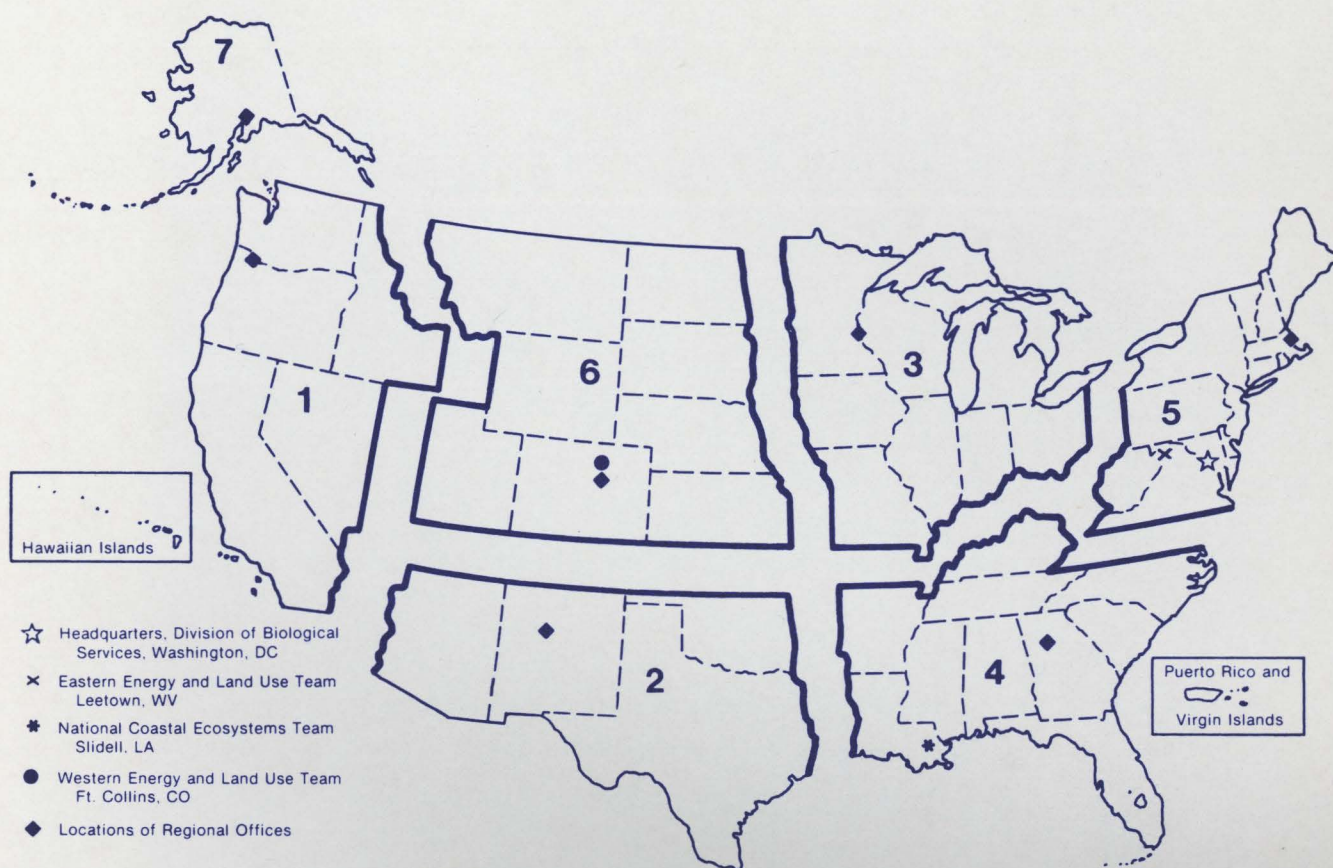 7
6
3
1
5
Hawaiian Islands
Headquarters, Division of Biological
Services, Washington, DC
Eastern Energy and Land Use Team
Leetown, WV
National Coastal Ecosystems Team
Slidell, LA
Western Energy and Land Use Team
Ft. Collins, CO
Locations of Regional Offices
2
4
Puerto Rico and
Virgin Islands